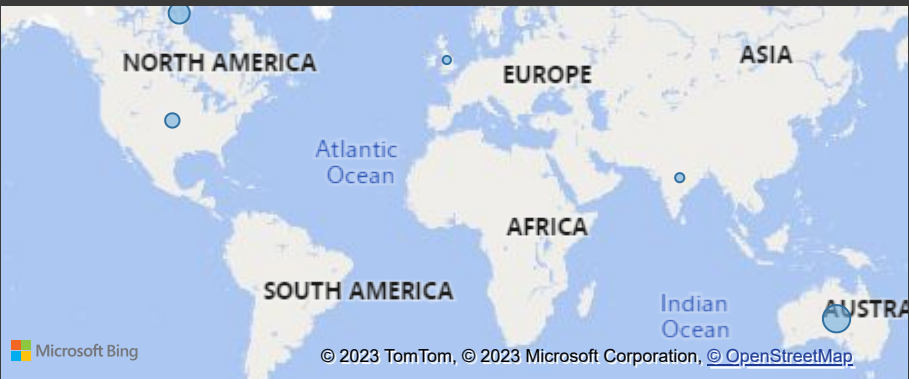 NORTH AMERICA
ASIA
EUROPE
Atlantic
Ocean
AFRICA
SOUTH AMERICA
Indian
Ocean
AUSTRA
Microsoft Bing
© 2023 TomTom, © 2023 Microsoft Corporation, © OpenStreetMap